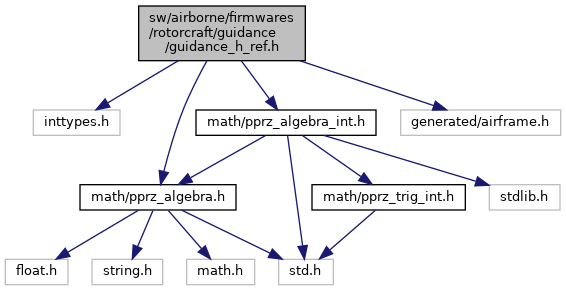 sw/airborne/firmwares
/rotorcraft/guidance
/guidance_h_ref.h
inttypes.h
math/pprz_algebra_int.h
generated/airframe.h
math/pprz_algebra.h
math/pprz_trig_int.h
stdlib.h
float.h
string.h
math.h
std.h